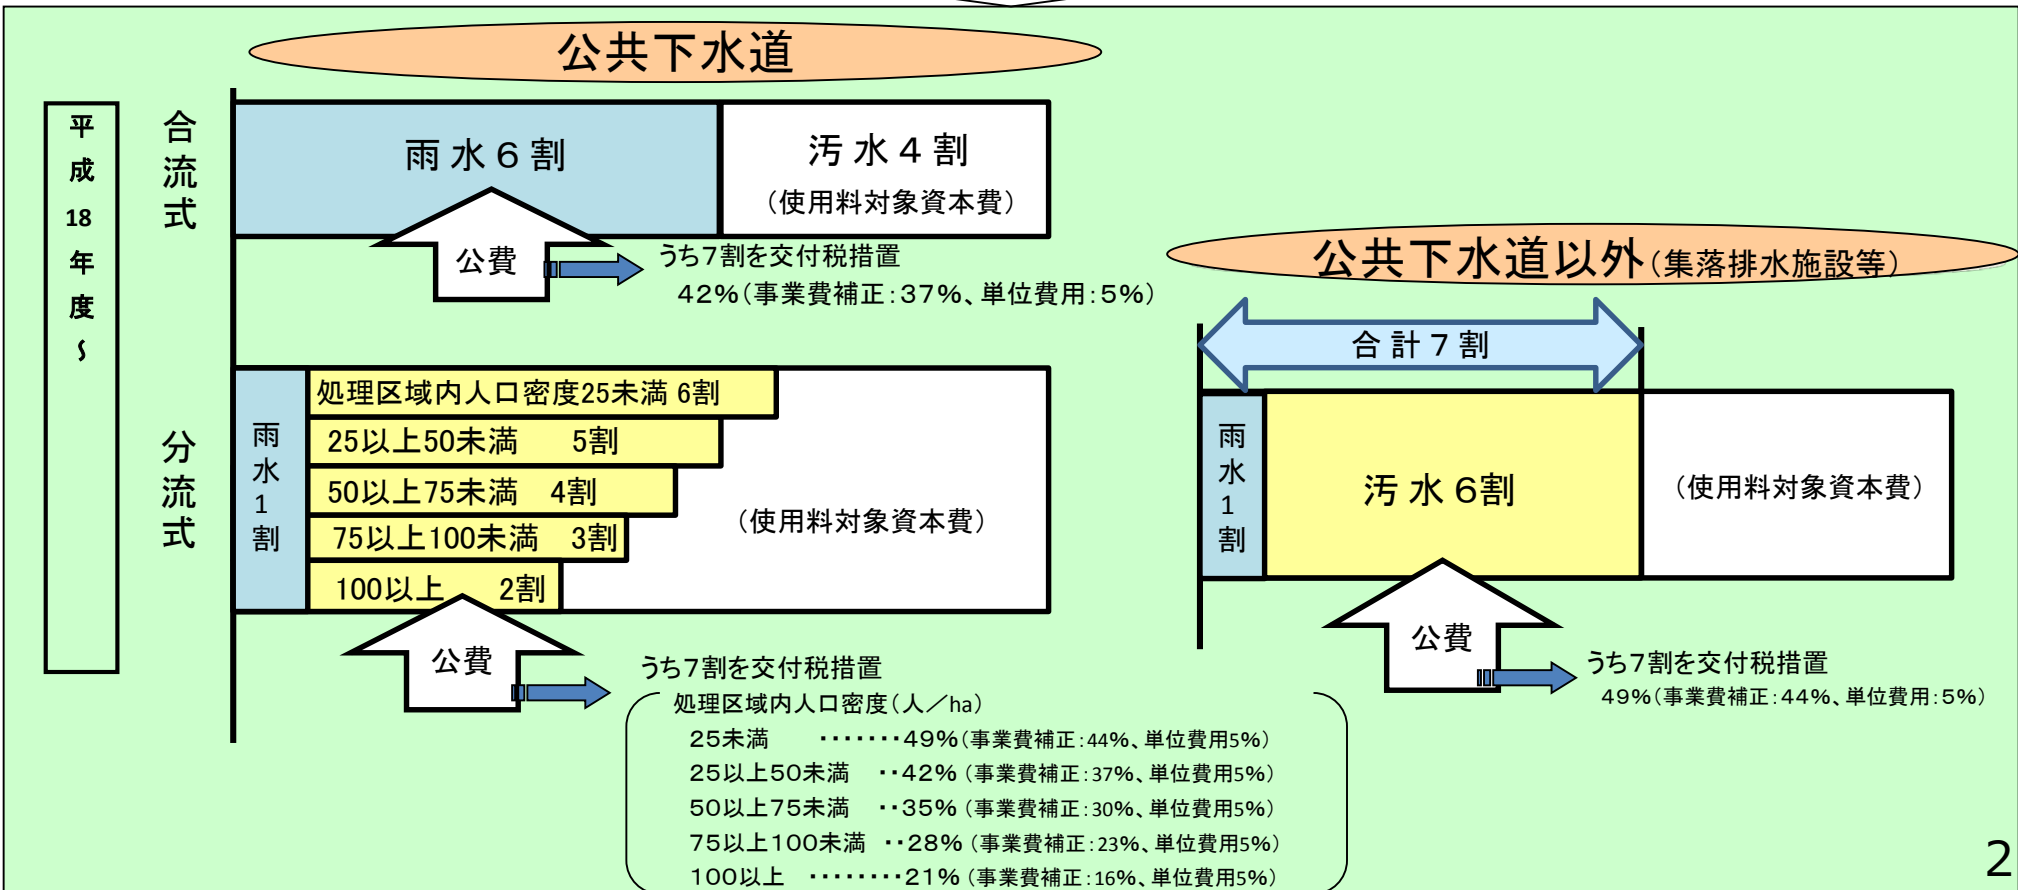 公共下水道
平成18年度～
合流式
雨水６割
汚水４割
（使用料対象資本費）
公費
うち７割を交付税措置
４２％（事業費補正：３７％、単位費用：５％）
分流式
雨水1割
処理区域内人口密度25未満 6割
25以上50未満 5割
50以上75未満 4割
75以上100未満 3割
100以上 2割
（使用料対象資本費）
公費
うち７割を交付税措置
処理区域内人口密度（人／ha）
２５未満 ・・・・・・・４９％（事業費補正：44%、単位費用5%）
２５以上５０未満 ・・４２％（事業費補正：37%、単位費用5%）
５０以上７５未満 ・・３５％（事業費補正：30%、単位費用5%）
７５以上１００未満 ・・２８％（事業費補正：23%、単位費用5%）
１００以上 ・・・・・・・・２１％（事業費補正：16%、単位費用5%）
公共下水道以外（集落排水施設等）
合計７割
雨水1割
汚水6割
（使用料対象資本費）
公費
うち７割を交付税措置
４９％（事業費補正：４４％、単位費用：５％）
2